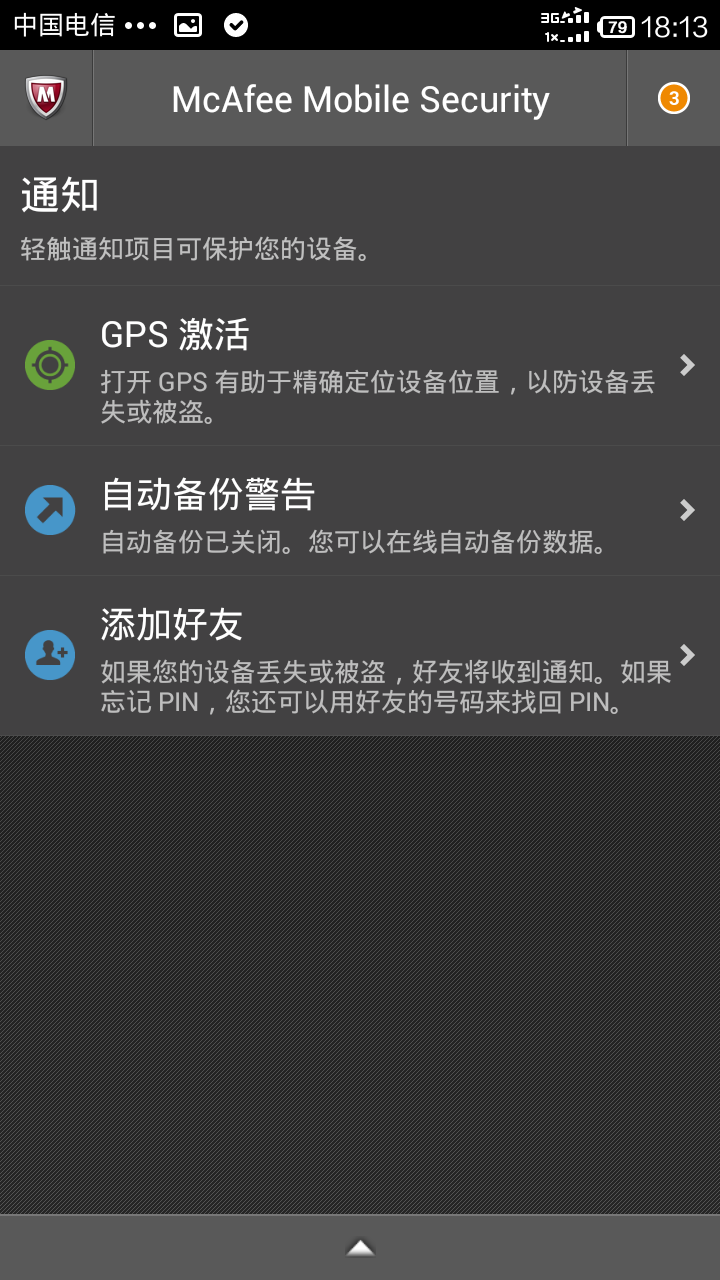 中国电信 ••• 3G 1× 79 18:13
McAfee Mobile Security 3
通知
轻触通知项目可保护您的设备。
GPS 激活
打开 GPS 有助于精确定位设备位置，以防设备丢
失或被盗。
自动备份警告
自动备份已关闭。您可以在线自动备份数据。
添加好友
如果您的设备丢失或被盗，好友将收到通知。如果
忘记 PIN，您还可以用好友的号码来找回 PIN。